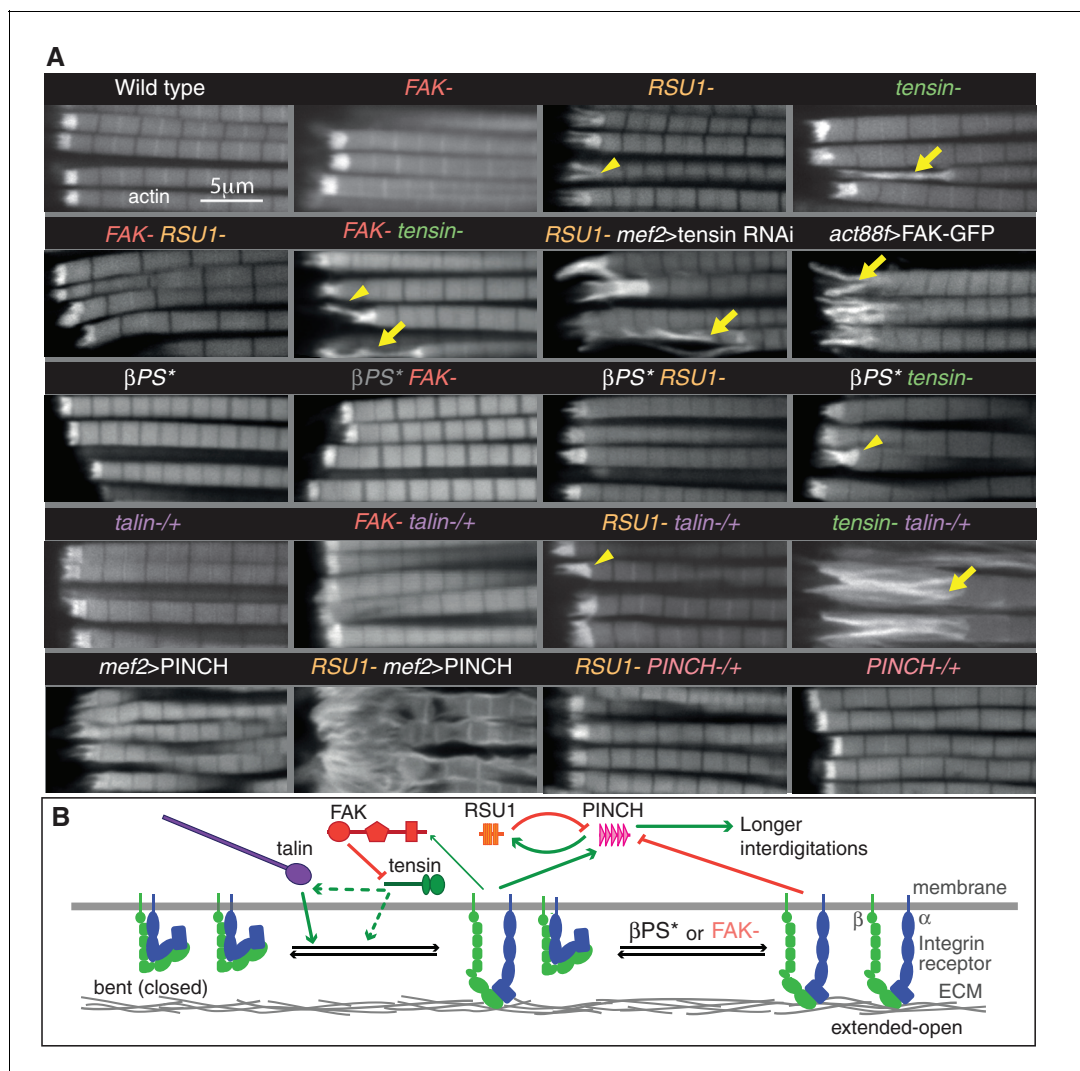 A
Wild type FAK- RSU1- tensin-
actin 5μm
FAK- RSU1- FAK- tensin- RSU1- mef2>tensin RNAi act88f>FAK-GFP
βPS* βPS* FAK- βPS* RSU1- βPS* tensin-
talin-/+ FAK- talin-/+ RSU1- talin-/+ tensin- talin-/+
mef2>PINCH RSU1- mef2>PINCH RSU1- PINCH-/+ PINCH-/+
B
FAK RSU1 PINCH Longer
interdigitations
talin tensin
membrane
β α
βPS* or FAK-
Integrin
receptor
bent (closed) ECM
extended-open